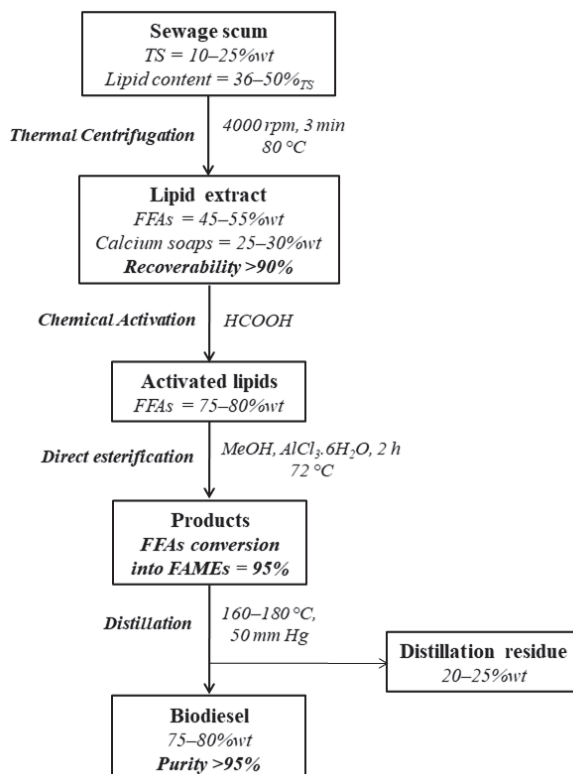 Sewage scum
TS = 10–25%wt
Lipid content = 36–50%TS
Thermal Centrifugation
4000 rpm, 3 min
80 °C
Lipid extract
FFAs = 45–55%wt
Calcium soaps = 25–30%wt
Recoverability >90%
Chemical Activation
HCOOH
Activated lipids
FFAs = 75–80%wt
Direct esterification
MeOH, AlCl3.6H2O, 2 h
72 °C
Products
FFAs conversion
into FAMEs = 95%
Distillation
160–180 °C,
50 mm Hg
Distillation residue
20–25%wt
Biodiesel
75–80%wt
Purity >95%